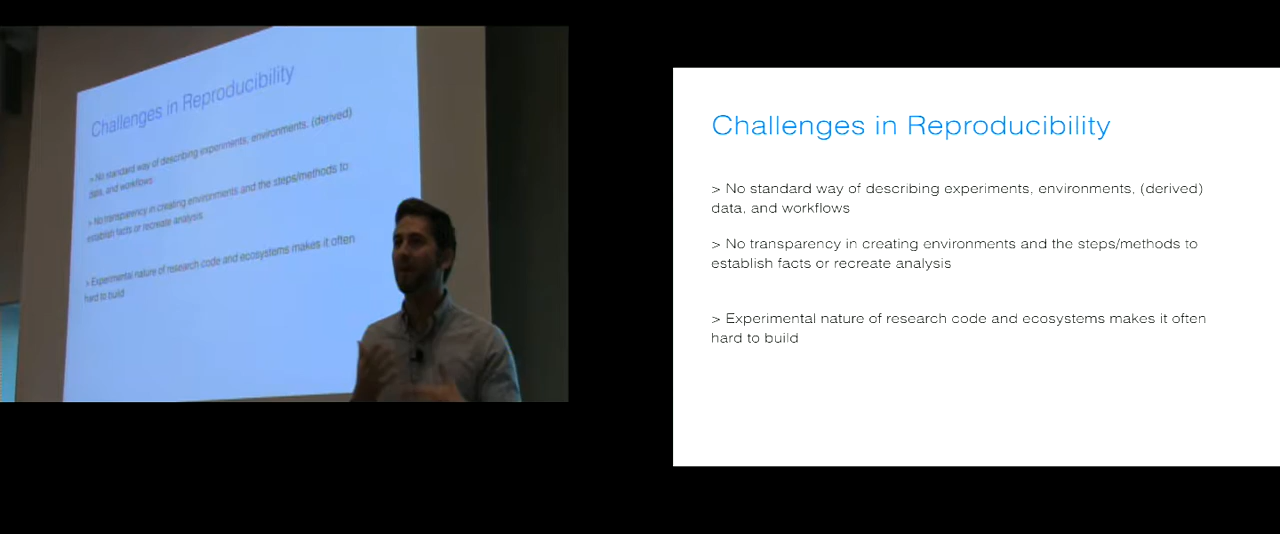 Challenges in Reproducibility
> No standard way of describing experiments, environments, (derived)
data, and workflows
> No transparency in creating environments and the steps/methods to
establish facts or recreate analysis
> Experimental nature of research code and ecosystems makes it often
hard to build
Challenges in Reproducibility
> No standard way of describing experiments, environments, (derived)
data, and workflows
> No transparency in creating environments and the steps/methods to
establish facts or recreate analysis
> Experimental nature of research code and ecosystems makes it often
hard to build